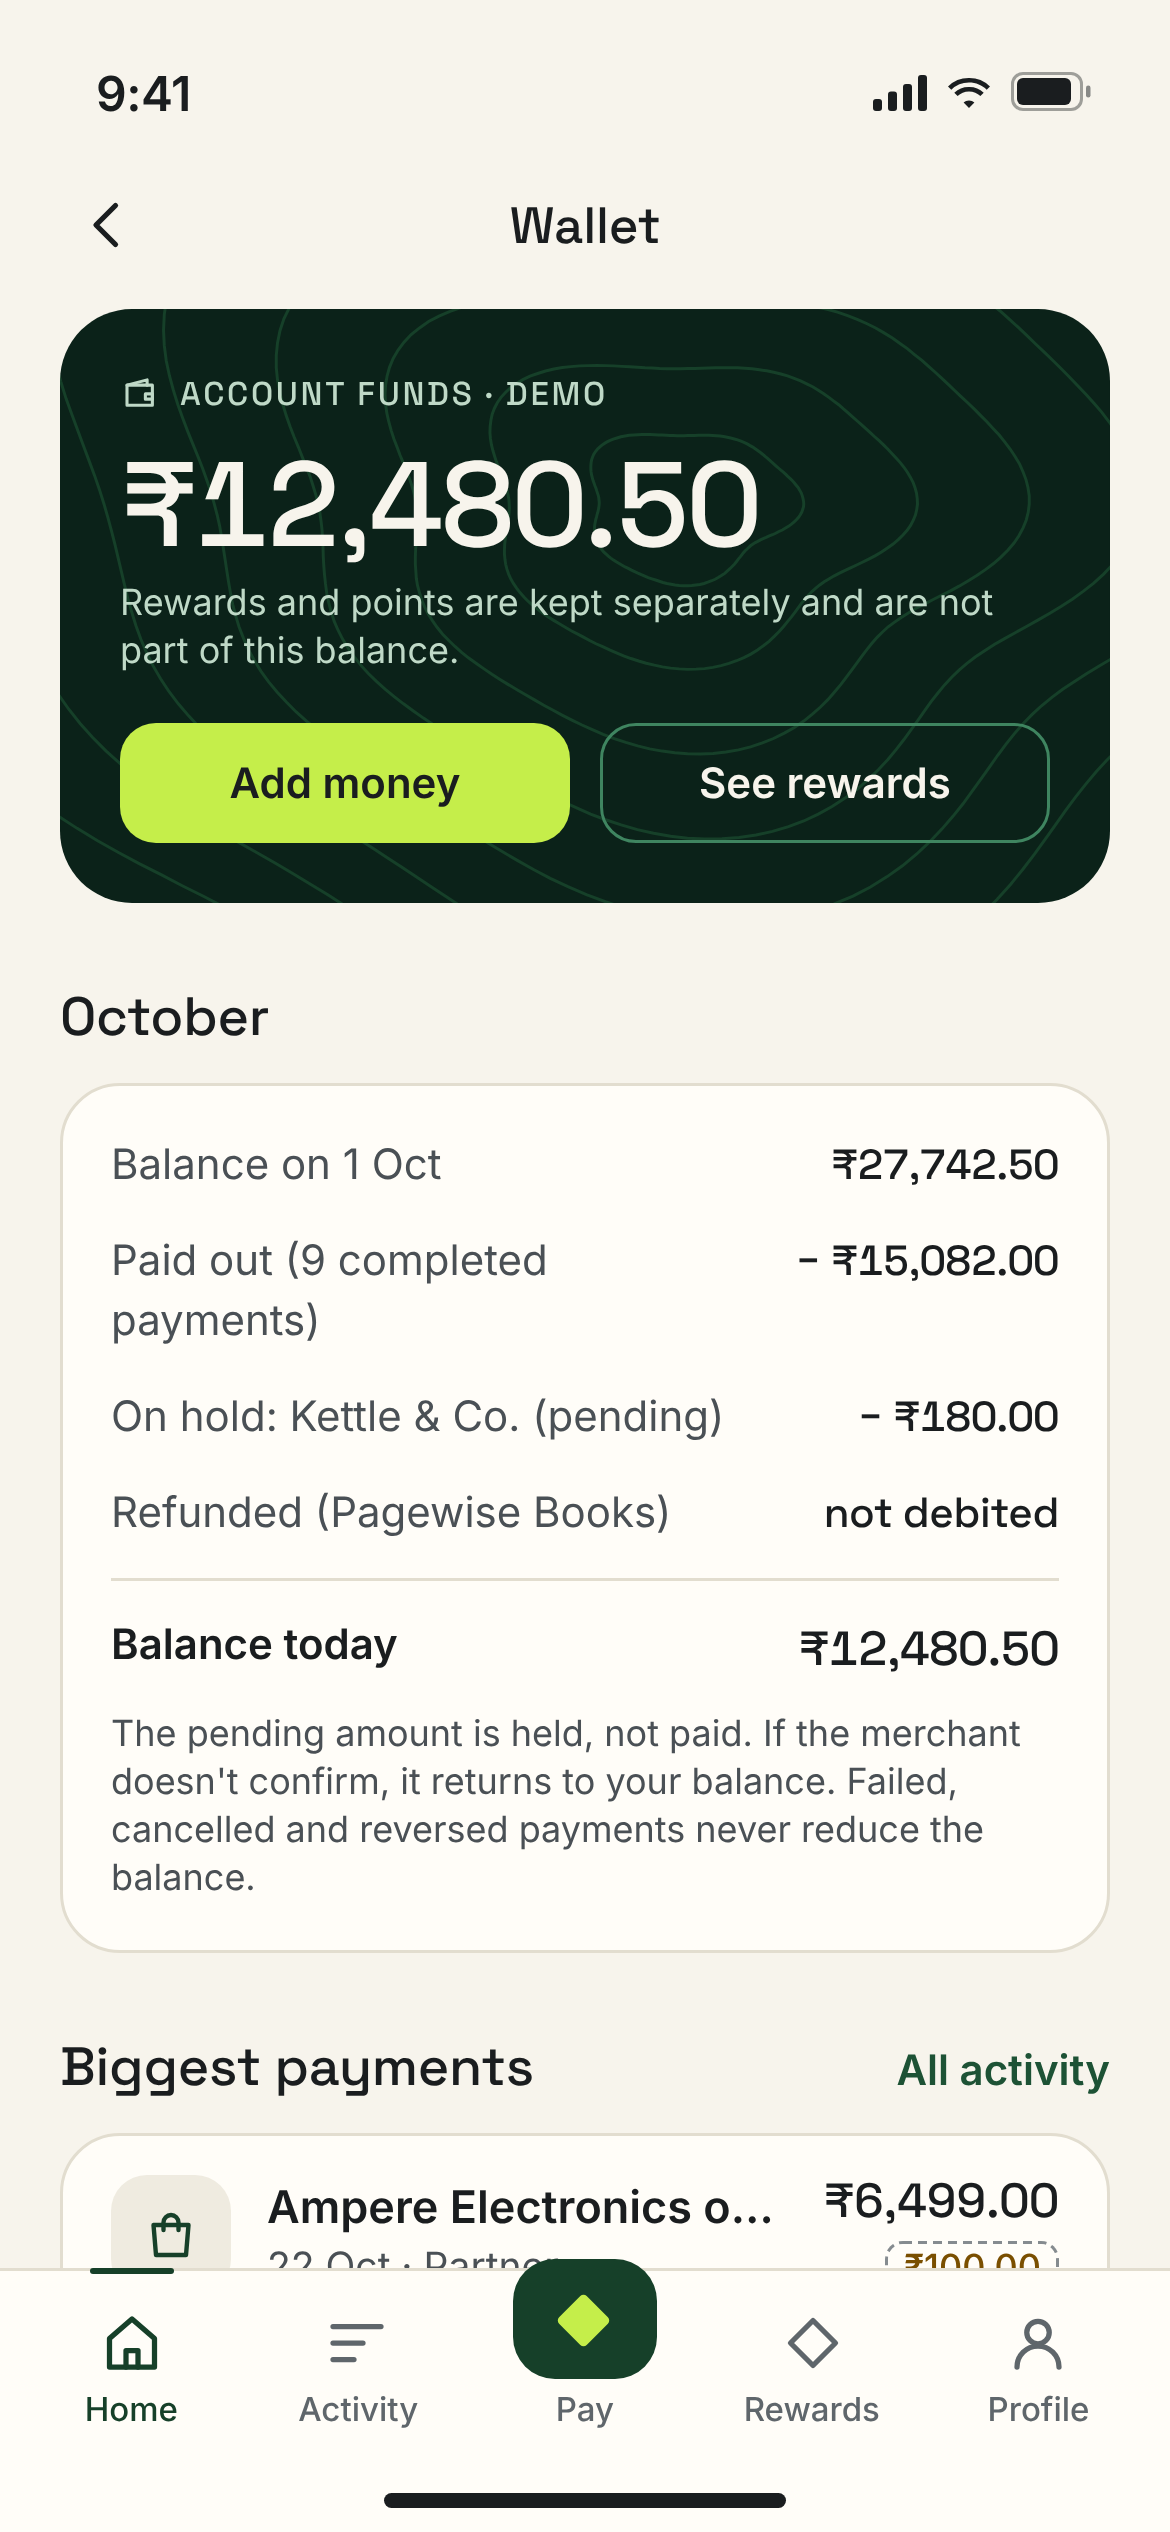 9:41
Wallet
ACCOUNT FUNDS · DEMO
₹12,480.50
Rewards and points are kept separately and are not
part of this balance.
Add money
See rewards
October
Balance on 1 Oct
₹27,742.50
Paid out (9 completed
payments)
− ₹15,082.00
On hold: Kettle & Co. (pending)
− ₹180.00
Refunded (Pagewise Books)
not debited
Balance today
₹12,480.50
The pending amount is held, not paid. If the merchant
doesn't confirm, it returns to your balance. Failed,
cancelled and reversed payments never reduce the
balance.
Biggest payments
All activity
Ampere Electronics o...
₹6,499.00
22 Oct ·
₹100.00
Home
Activity
Pay
Rewards
Profile